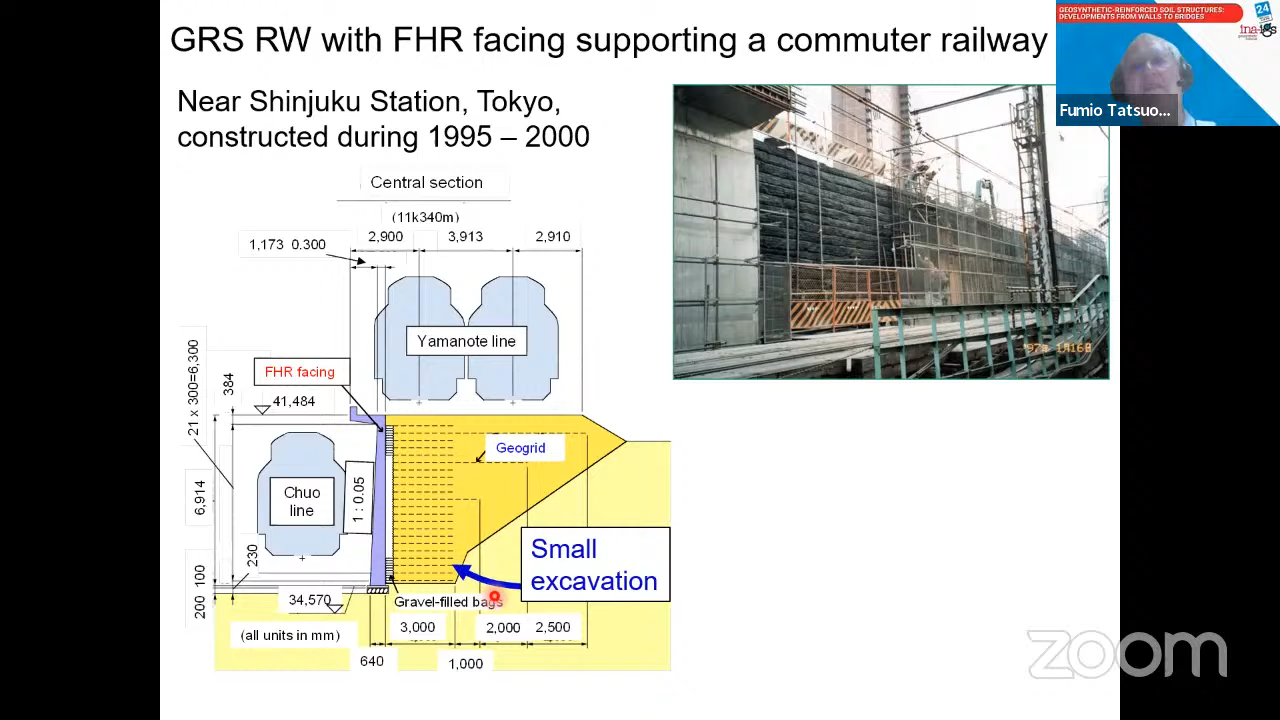 GRS RW with FHR facing supporting a commuter railway
GEOSYNTHETIC-REINFORCED SOIL STRUCTURES:
DEVELOPMENTS FROM WALLS TO BRIDGES
24
Fumio Tatsuo...
Near Shinjuku Station, Tokyo,
constructed during 1995 – 2000
Central section
(11k340m)
1,173 0.300
2,900
3,913
2,910
Yamanote line
FHR facing
21 x 300=6,300
384
41,484
Geogrid
Chuo
line
1 : 0.05
6,914
230
100
200
34,570
Small
excavation
Gravel-filled bags
(all units in mm)
3,000
2,000
2,500
640
1,000
zoom